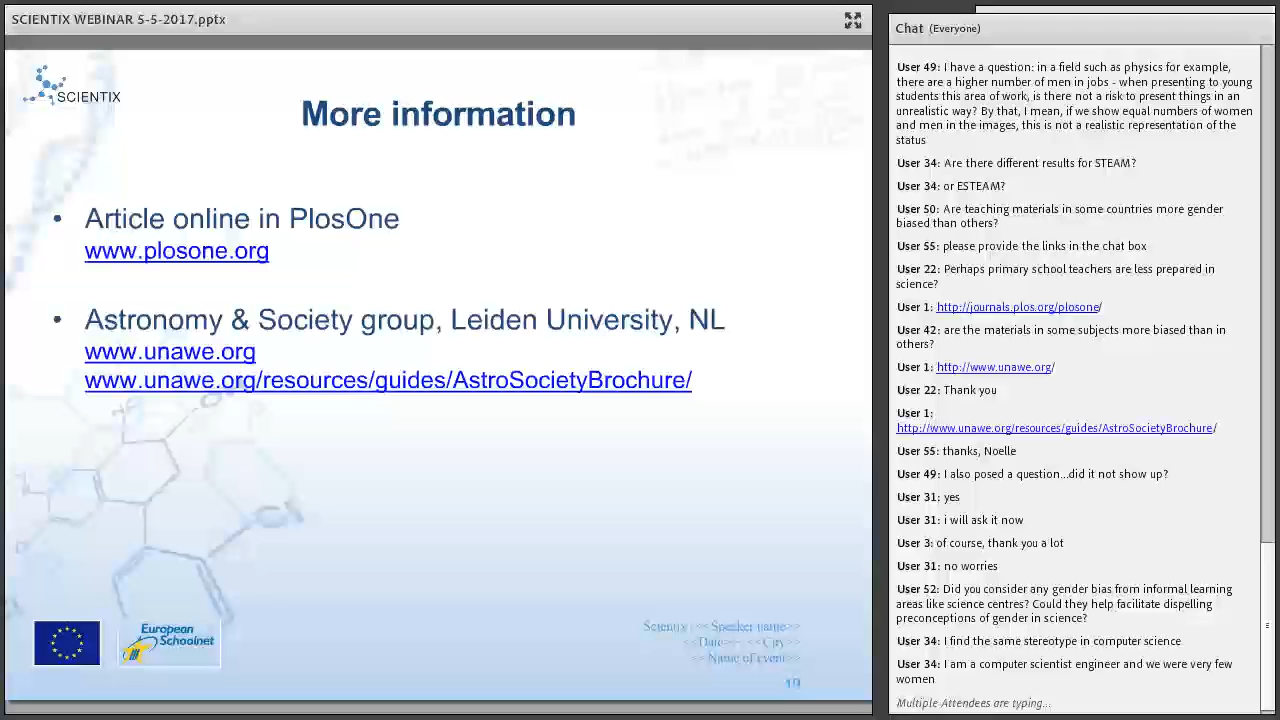 SCIENTIX WEBINAR 5-5-2017.pptx
SCIENTIX
More information
• Article online in PlosOne
www.plosone.org
• Astronomy & Society group, Leiden University, NL
www.unawe.org
www.unawe.org/resources/guides/AstroSocietyBrochure/
European
Schoolnet
Scientix <<Speaker name>>
<<Date>> <<City>>
<<Name of Event>>
19
Chat (Everyone)
User 49: I have a question: in a field such as physics for example,
there are a higher number of men in jobs - when presenting to young
students this area of work, is there not a risk to present things in an
unrealistic way? By that, I mean, if we show equal numbers of women
and men in the images, this is not a realistic representation of the
status
User 34: Are there different results for STEAM?
User 34: or ESTEAM?
User 50: Are teaching materials in some countries more gender
biased than others?
User 55: please provide the links in the chat box
User 22: Perhaps primary school teachers are less prepared in
science?
User 1: http://journals.plos.org/plosone/
User 42: are the materials in some subjects more biased than in
others?
User 1: http://www.unawe.org/
User 22: Thank you
User 1:
http://www.unawe.org/resources/guides/AstroSocietyBrochure/
User 55: thanks, Noelle
User 49: I also posed a question...did it not show up?
User 31: yes
User 31: i will ask it now
User 3: of course, thank you a lot
User 31: no worries
User 52: Did you consider any gender bias from informal learning
areas like science centres? Could they help facilitate dispelling
preconceptions of gender in science?
User 34: I find the same stereotype in computer science
User 34: I am a computer scientist engineer and we were very few
women
Multiple Attendees are typing...